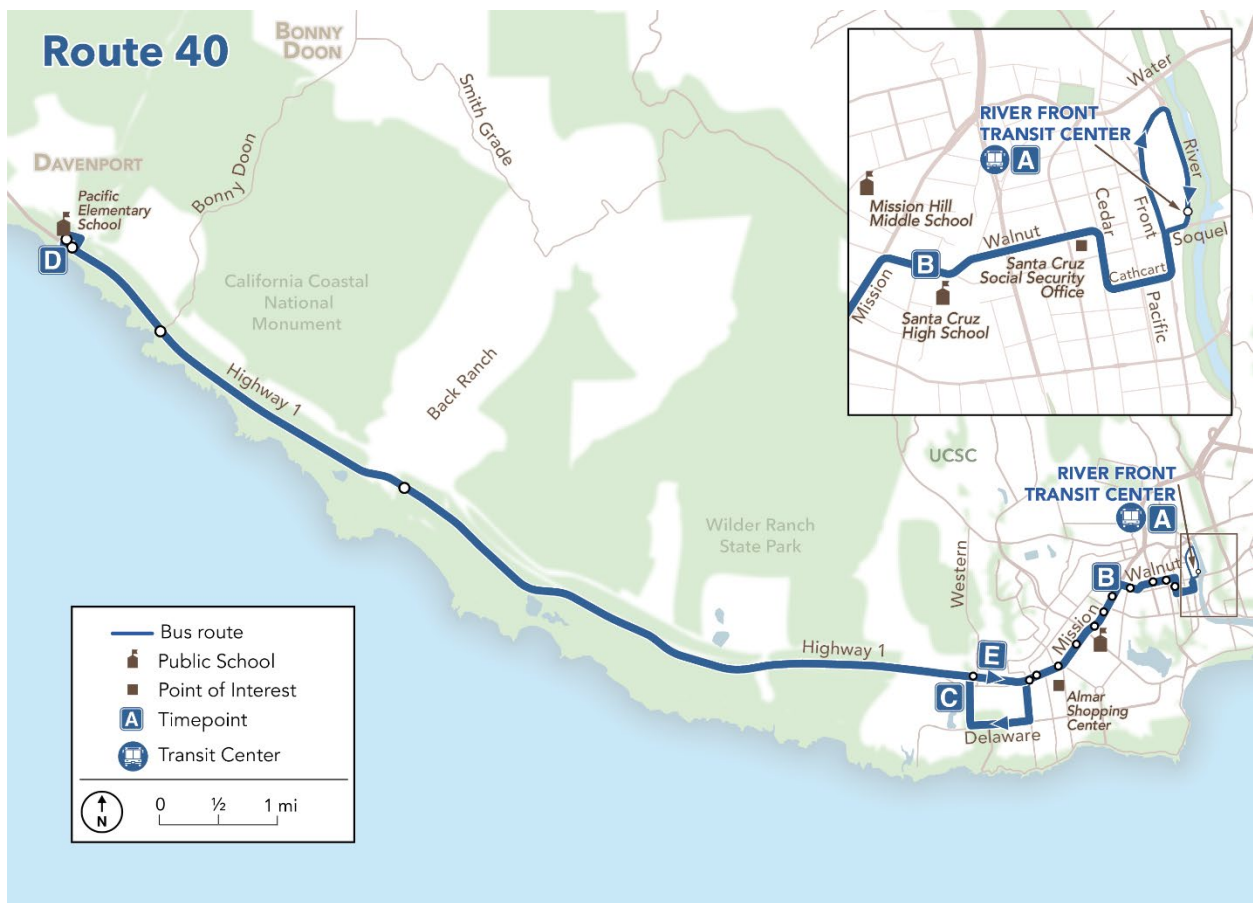 Route 40
BONNY
DOON
Smith Grade
Bonny Doon
DAVENPORT
Pacific
Elementary
School
D
California Coastal
National
Monument
Highway 1
Back Ranch
Wilder Ranch
State Park
UCSC
Western
Highway 1
E
C
Delaware
Almar
Shopping
Center
Mission
B
Walnut
RIVER FRONT
TRANSIT CENTER
A
Water
RIVER FRONT
TRANSIT CENTER
A
River
Mission Hill
Middle School
Cedar
Front
Soquel
Walnut
B
Mission
Santa Cruz
High School
Santa Cruz
Social Security
Office
Cathcart
Pacific
Bus route
Public School
Point of Interest
A
Timepoint
Transit Center
N
0 ½ 1 mi